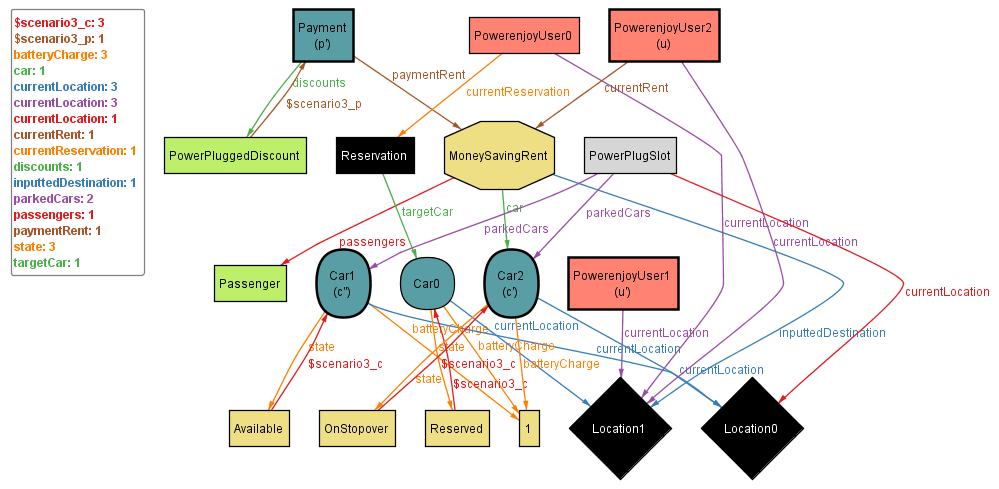 $scenario3_c: 3
$scenario3_p: 1
batteryCharge: 3
car: 1
currentLocation: 3
currentLocation: 3
currentLocation: 1
currentRent: 1
currentReservation: 1
discounts: 1
inputtedDestination: 1
parkedCars: 2
passengers: 1
paymentRent: 1
state: 3
targetCar: 1
Payment
(p')
PowerenjoyUser0
PowerenjoyUser2
(u)
discounts
$scenario3_p
paymentRent
currentReservation
currentRent
PowerPluggedDiscount
Reservation
MoneySavingRent
PowerPlugSlot
targetCar
car
parkedCars
parkedCars
currentLocation
currentLocation
passengers
Passenger
Car1
(c'')
Car0
Car2
(c')
PowerenjoyUser1
(u')
currentLocation
batteryCharge
currentLocation
currentLocation
inputtedDestination
state
$scenario3_c
state
$scenario3_c
batteryCharge
currentLocation
state
$scenario3_c
batteryCharge
currentLocation
Available
OnStopover
Reserved
1
Location1
Location0